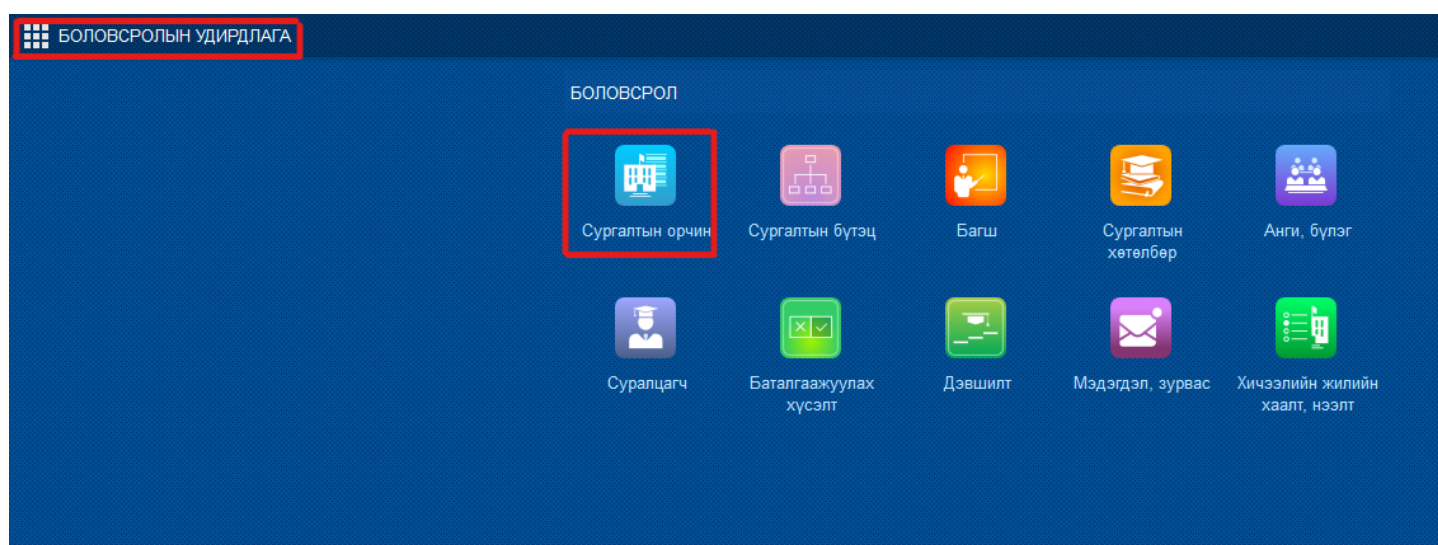 БОЛОВСРОЛЫН УДИРДЛАГА
БОЛОВСРОЛ
Сургалтын орчин
Сургалтын бүтэц
Багш
Сургалтын
хөтөлбөр
Анги, бүлэг
Суралцагч
Баталгаажуулах
хүсэлт
Дэвшилт
Мэдэгдэл, зурвас
Хичээлийн жилийн
хаалт, нээлт